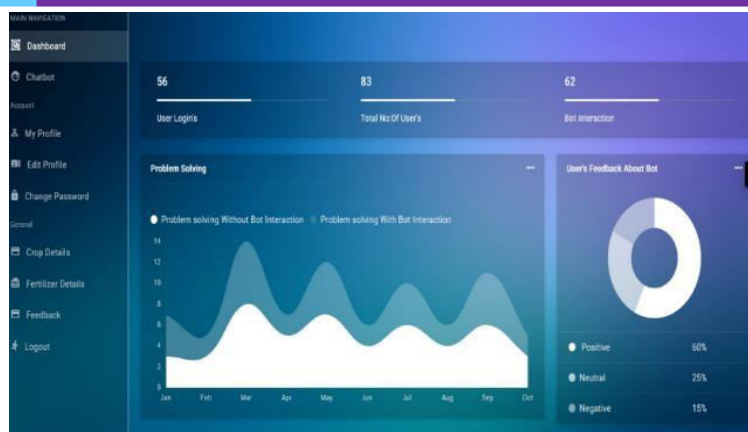 MAIN NAVIGATION
Dashboard
Chatbot
Account
My Profile
Edit Profile
Change Password
General
Crop Details
Fertilizer Details
Feedback
Logout
56
User Login's
83
Total No:Of User's
62
Bot Interaction
Problem Solving
Problem solving Without Bot Interaction Problem solving With Bot Interaction
14
12
10
8
6
4
2
0
Jan Feb Mar Apr May Jun Jul Aug Sep Oct
User's Feedback About Bot
Positive 60%
Neutral 25%
Negative 15%